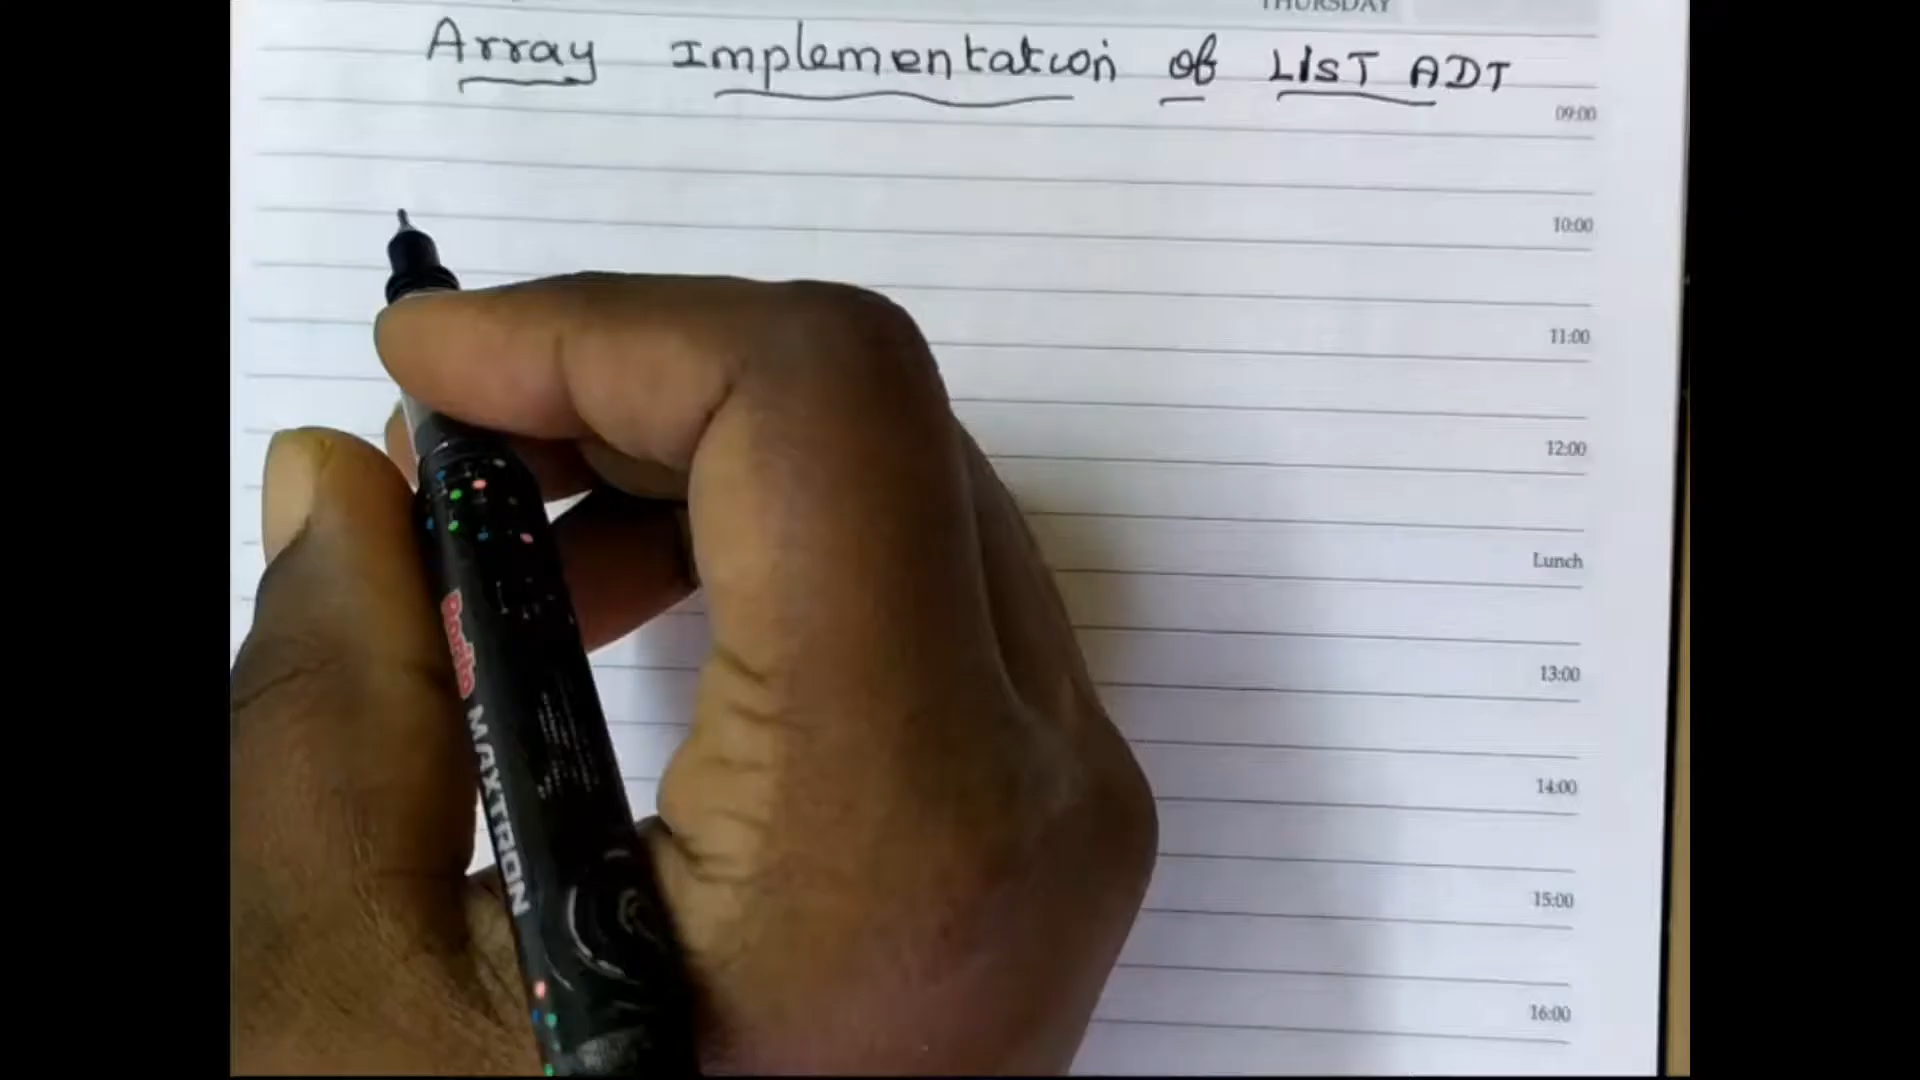 THURSDAY
Array Implementation of LIST ADT
09:00
10:00
11:00
12:00
Lunch
13:00
14:00
15:00
16:00
MAXTRON